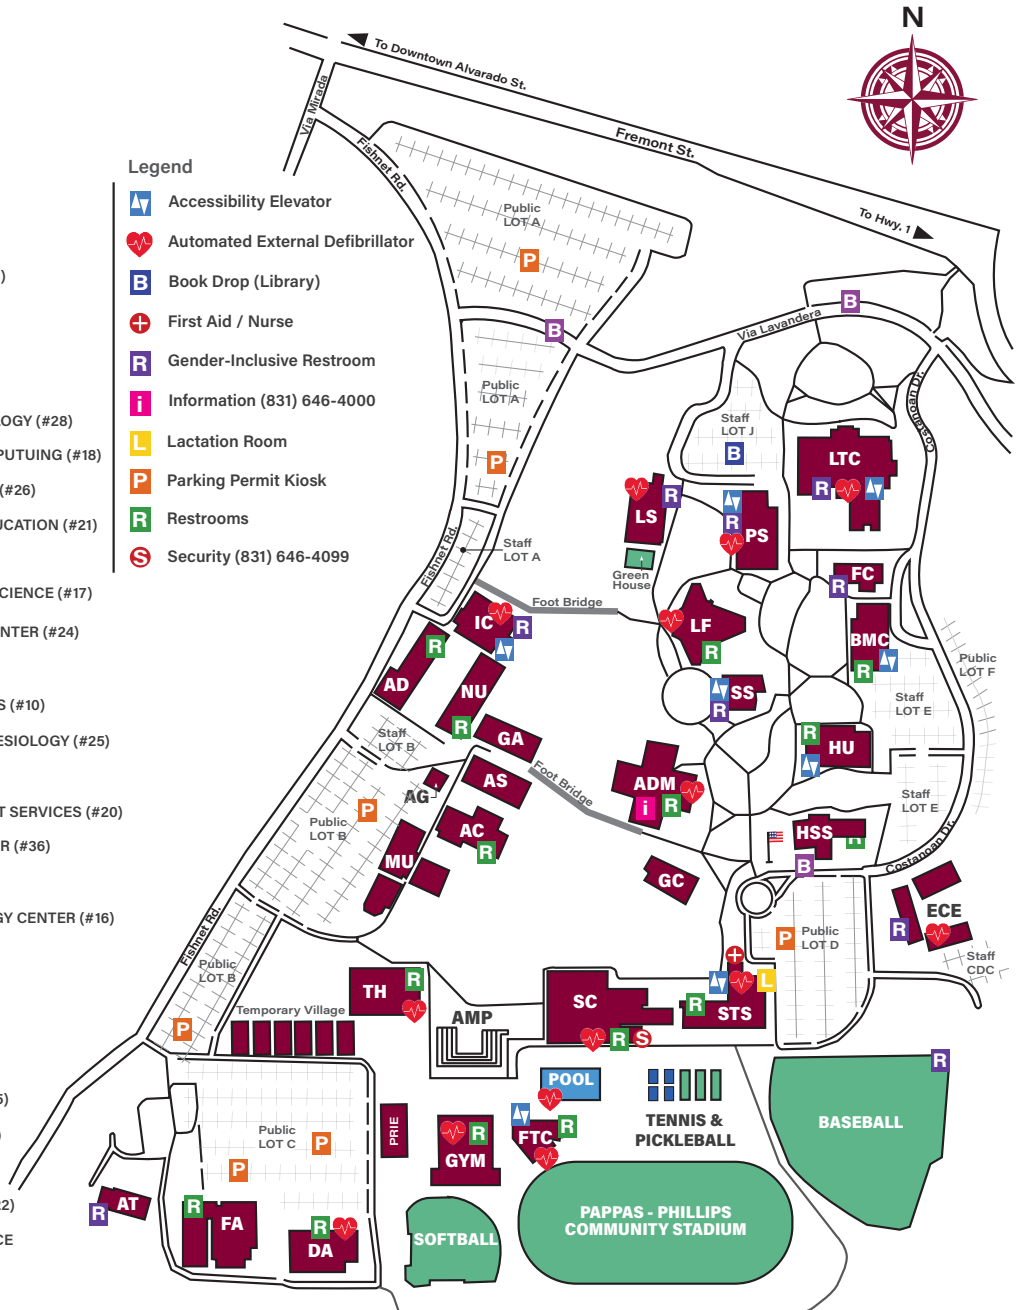 N
To Downtown Alvarado St.
Via Mirada
Fremont St.
Fishnet Rd.
Legend
Accessibility Elevator
Automated External Defibrillator
B Book Drop (Library)
First Aid / Nurse
R Gender-Inclusive Restroom
i Information (831) 646-4000
L Lactation Room
P Parking Permit Kiosk
R Restrooms
S Security (831) 646-4099
)
OGY (#28)
PUTUING (#18)
(#26)
UCATION (#21)
CIENCE (#17)
NTER (#24)
S (#10)
ESIOLOGY (#25)
T SERVICES (#20)
R (#36)
GY CENTER (#16)
5)
)
22)
CE
Public
LOT A
P
To Hwy. 1
B
B
Via Lavandera
Costanoan Dr.
Public
LOT A
P
Staff
LOT J
B
LTC
R
LS
R
R
PS
Green
House
Staff
LOT A
Fishnet Rd.
Foot Bridge
FC
R
IC
R
LF
R
BMC
R
Public
LOT F
R
AD
NU
R
SS
R
Staff
LOT E
Staff
LOT B
GA
R
HU
AS
AG
Foot Bridge
ADM
i
R
Staff
LOT E
P
Public
LOT B
AC
R
HSS
R
B
Costanoan Dr.
MU
GC
ECE
R
P
Public
LOT D
Staff
CDC
Fishnet Rd.
Public
LOT B
P
TH
R
Temporary Village
AMP
SC
R
S
R
STS
L
POOL
TENNIS &
PICKLEBALL
BASEBALL
R
Public
LOT C
P
P
PRIE
R
GYM
FTC
R
AT
R
R
FA
R
DA
SOFTBALL
PAPPAS - PHILLIPS
COMMUNITY STADIUM